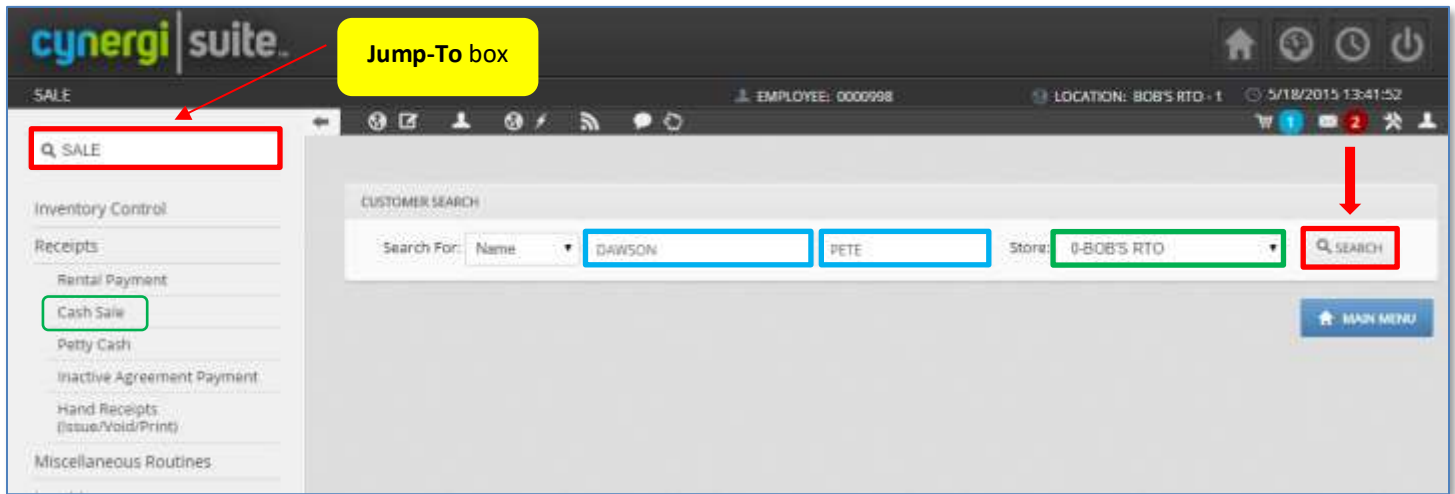 cynergi|suite™
Jump-To box
SALE
EMPLOYEE: 0000998
LOCATION: BOB'S RTO - 1
5/18/2015 13:41:52
1
2
SALE
Inventory Control
Receipts
Rental Payment
Cash Sale
Petty Cash
Inactive Agreement Payment
Hand Receipts
(Issue/Void/Print)
Miscellaneous Routines
CUSTOMER SEARCH
Search For: Name DAWSON PETE Store: 0-BOB'S RTO SEARCH
MAIN MENU